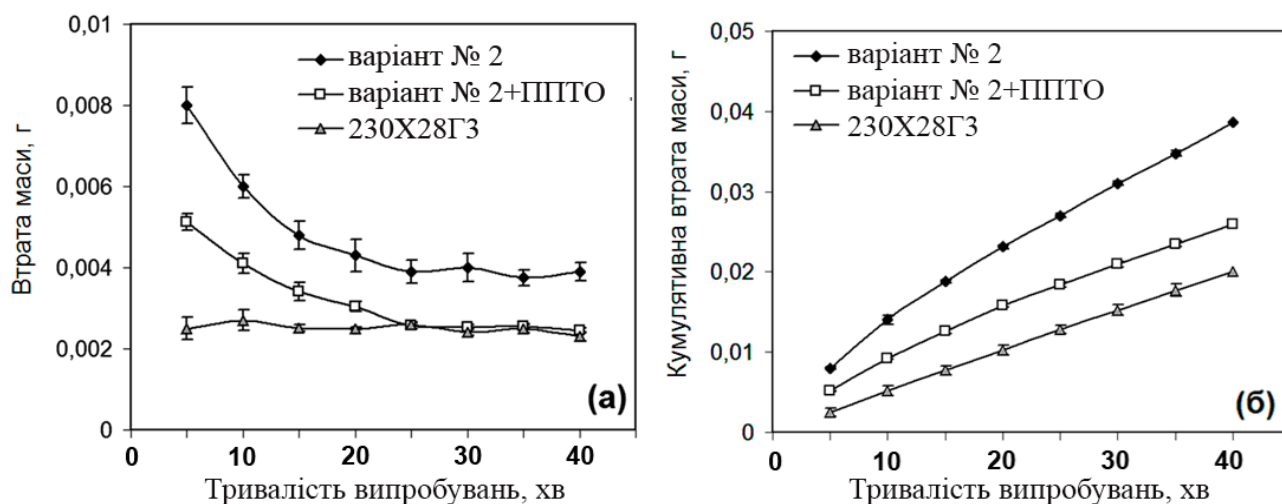 0,01
0,008
0,006
0,004
0,002
0
Втрата маси, г
варіант № 2
варіант № 2+ППТО
230Х28Г3
(а)
0 10 20 30 40
Тривалість випробувань, хв
0,05
0,04
0,03
0,02
0,01
0
Кумулятивна втрата маси, г
варіант № 2
варіант № 2+ППТО
230Х28Г3
(б)
0 10 20 30 40
Тривалість випробувань, хв